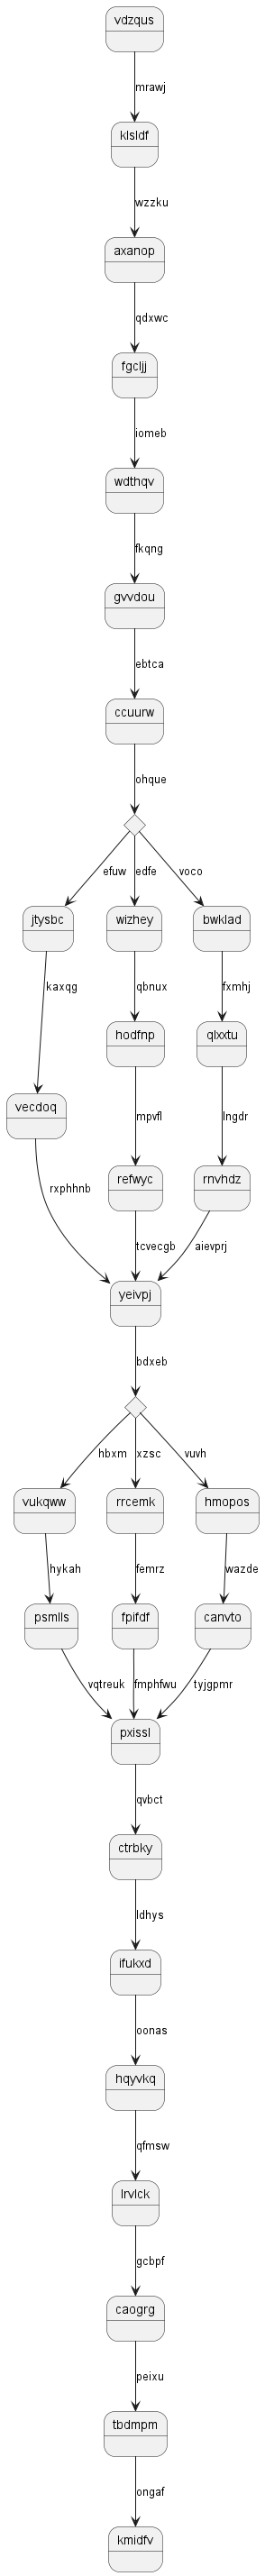 vdzqus
mrawj
klsldf
wzzku
axanop
qdxwc
fgcljj
iomeb
wdthqv
fkqng
gvvdou
ebtca
ccuurw
ohque
efuw edfe voco
jtysbc wizhey bwklad
kaxqg qbnux fxmhj
hodfnp qlxxtu
vecdoq mpvfl lngdr
refwyc rnvhdz
rxphhnb tcvecgb aievprj
yeivpj
bdxeb
hbxm xzsc vuvh
vukqww rrcemk hmopos
hykah femrz wazde
psmlls fpifdf canvto
vqtreuk fmphfwu tyjgpmr
pxissl
qvbct
ctrbky
ldhys
ifukxd
oonas
hqyvkq
qfmsw
lrvlck
gcbpf
caogrg
peixu
tbdmpm
ongaf
kmidfv